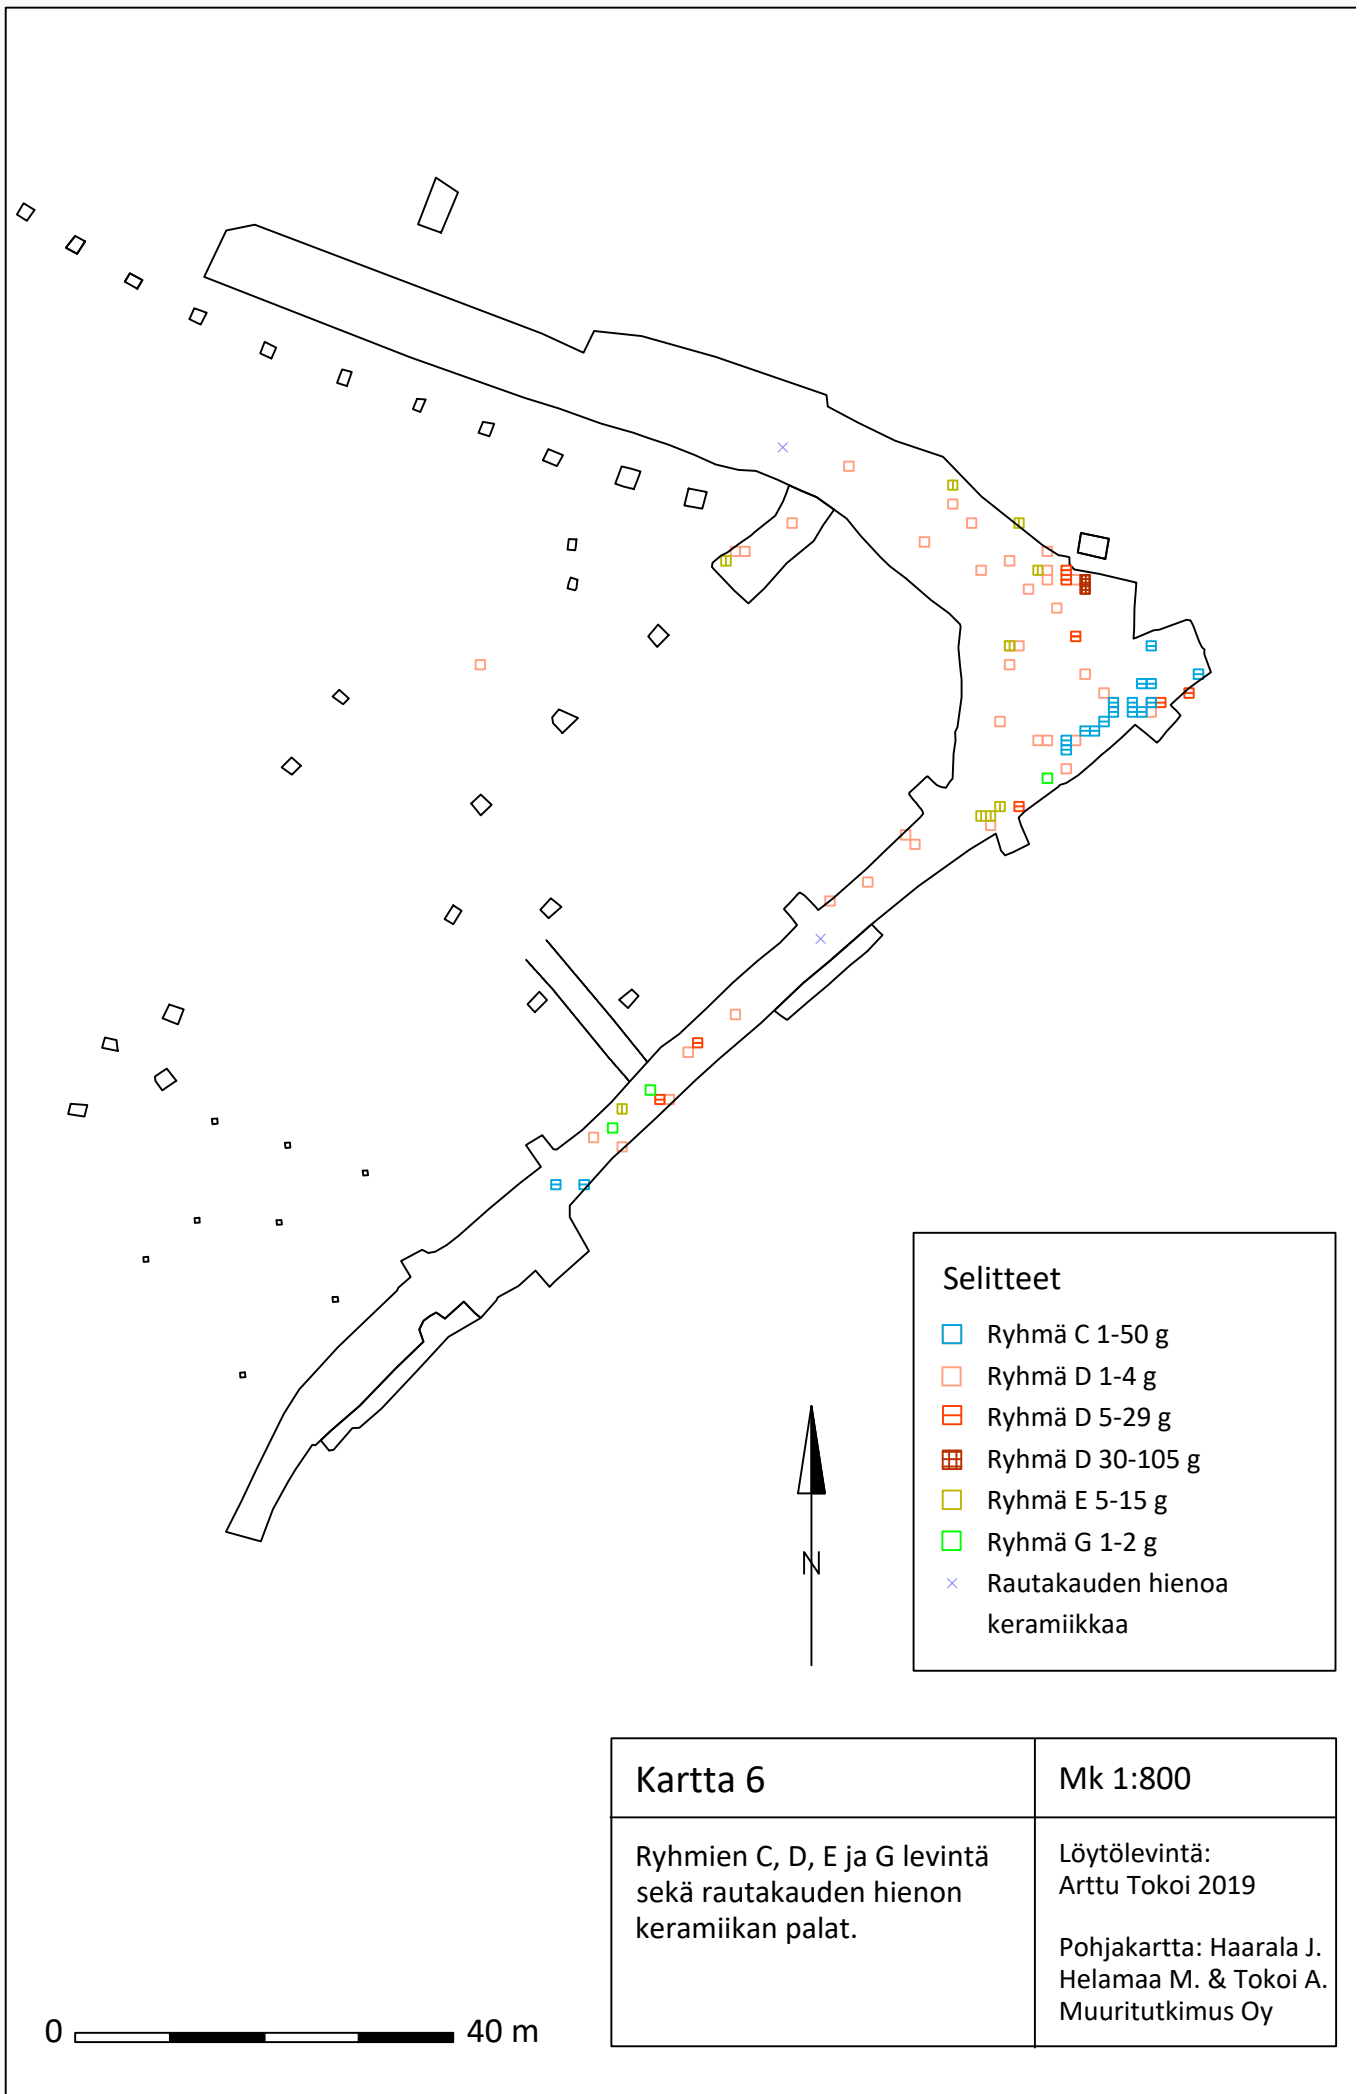 Selitteet
Ryhmä C 1-50 g
Ryhmä D 1-4 g
Ryhmä D 5-29 g
Ryhmä D 30-105 g
Ryhmä E 5-15 g
Ryhmä G 1-2 g
Rautakauden hienoa
keramiikkaa
N
Kartta 6
Mk 1:800
Ryhmien C, D, E ja G levintä
sekä rautakauden hienon
keramiikan palat.
Löytölevintä:
Arttu Tokoi 2019
Pohjakartta: Haarala J.
Helamaa M. & Tokoi A.
Muuritutkimus Oy
0 40 m